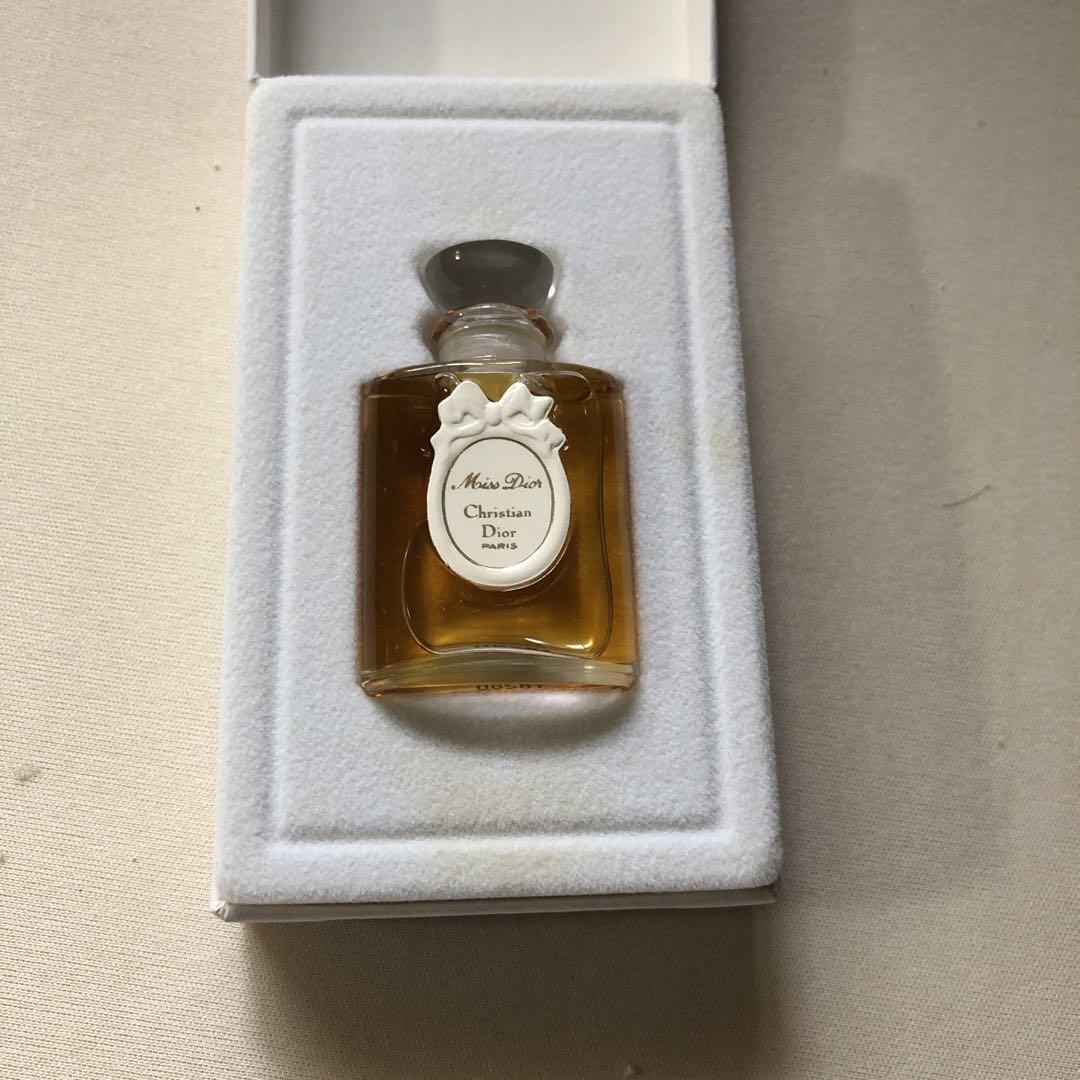 Miss Dior
Christian
Dior
PARIS